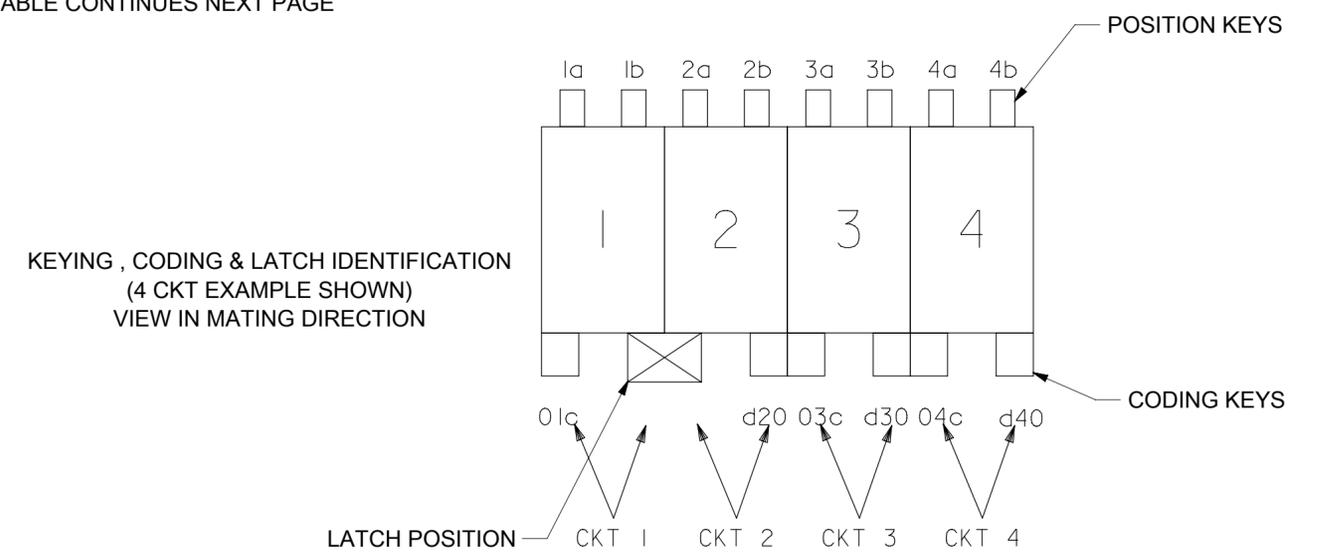 ABLE CONTINUES NEXT PAGE
POSITION KEYS
1a 1b 2a 2b 3a 3b 4a 4b
1 2 3 4
KEYING , CODING & LATCH IDENTIFICATION
(4 CKT EXAMPLE SHOWN)
VIEW IN MATING DIRECTION
CODING KEYS
01c d20 03c d30 04c d40
LATCH POSITION
CKT 1 CKT 2 CKT 3 CKT 4